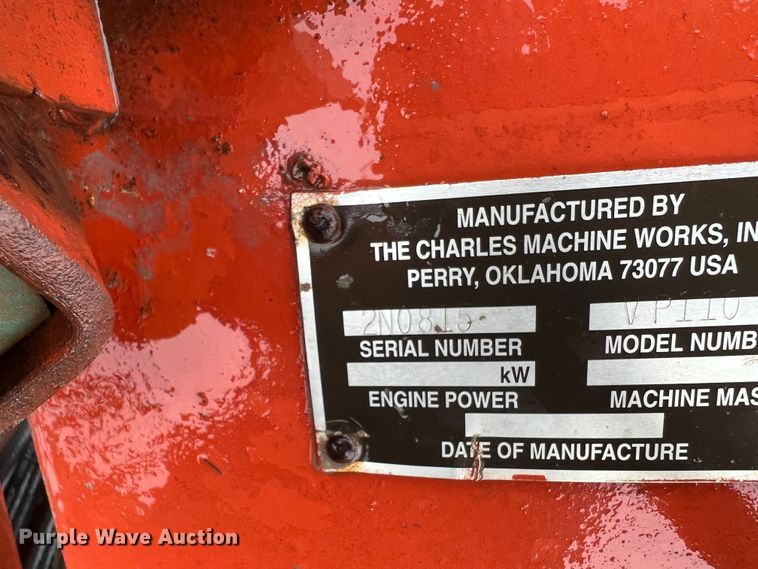 MANUFACTURED BY
THE CHARLES MACHINE WORKS, IN
PERRY, OKLAHOMA 73077 USA
2N0815 VP110
SERIAL NUMBER MODEL NUMB
kW
ENGINE POWER MACHINE MAS
DATE OF MANUFACTURE
Purple Wave Auction